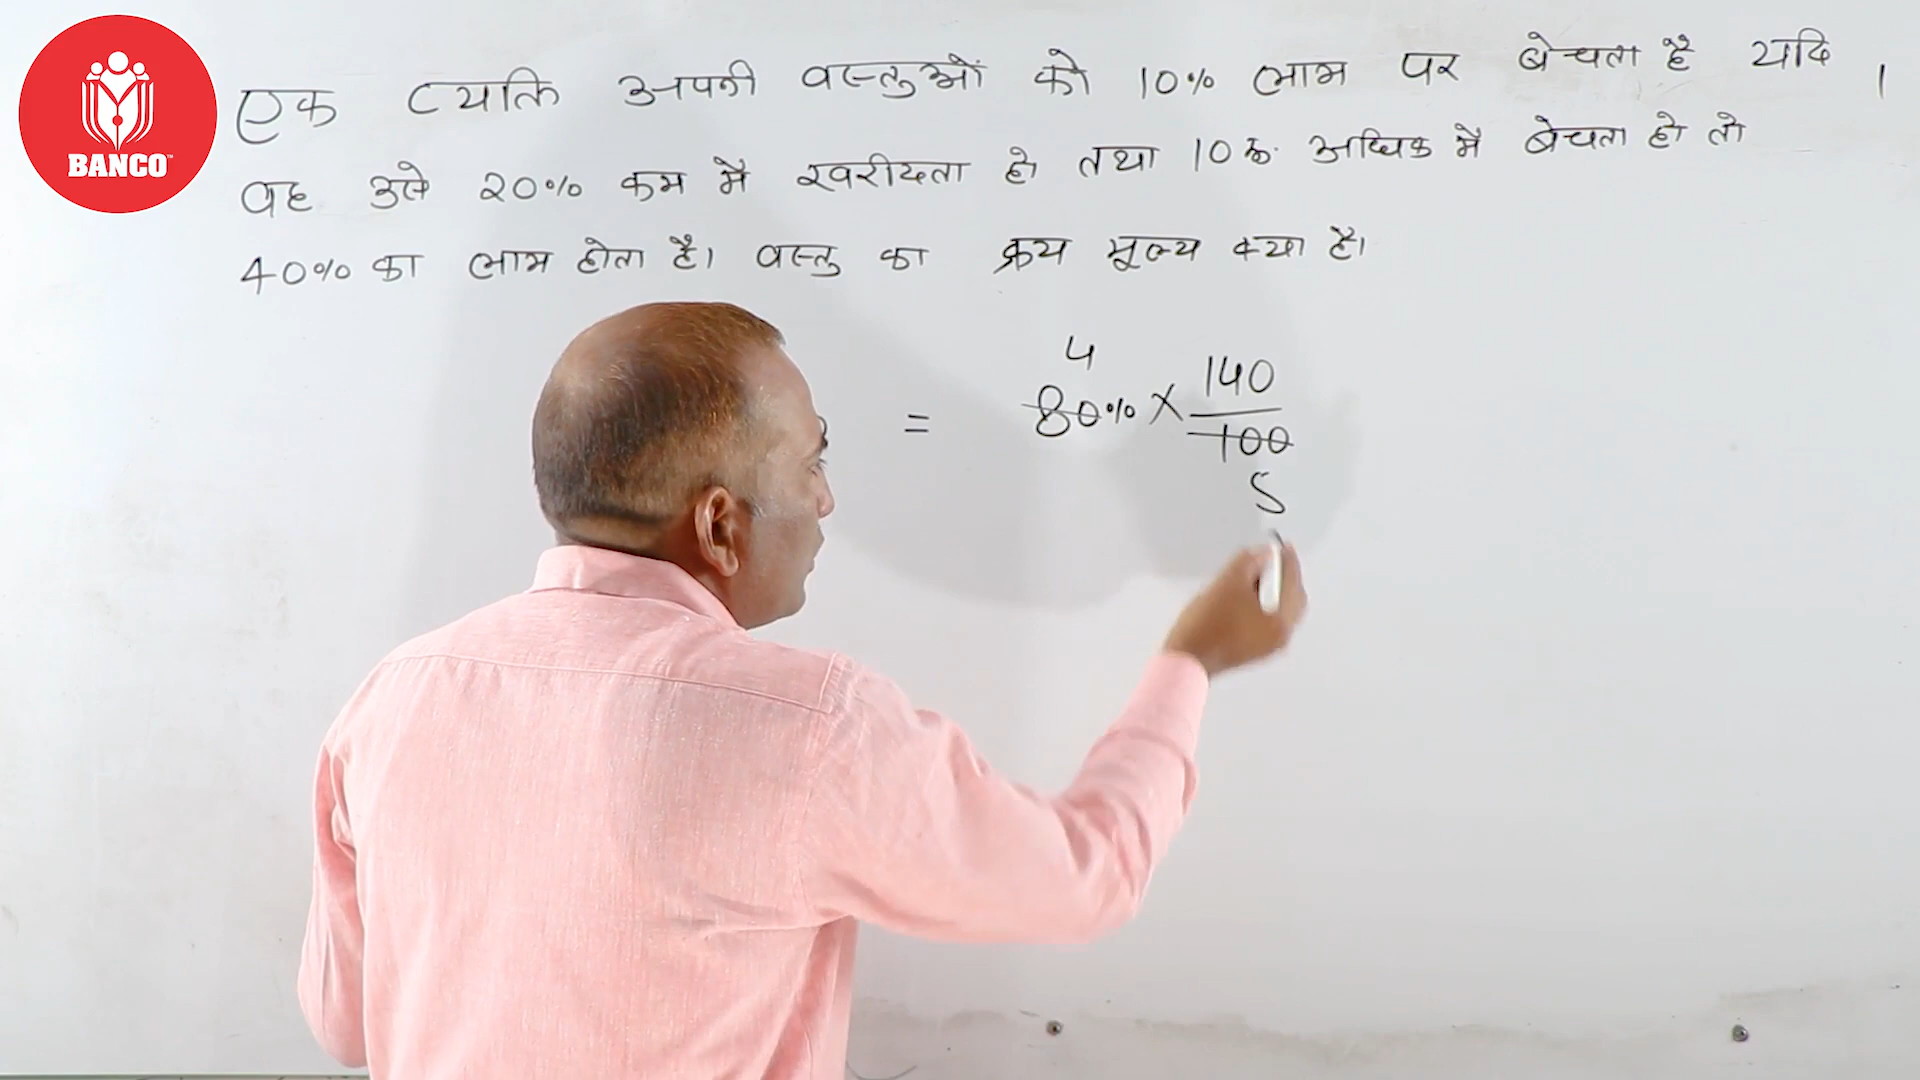 BANCO
एक व्यक्ति अपनी वस्तुओं को 10% लाभ पर बेचता है यदि ।
वह उसे 20% कम में खरीदता हो तथा 10 रू. अधिक में बेचता हो तो
40% का लाभ होता है। वस्तु का क्रय मूल्य क्या है।
4
= 80% × 140
100
5